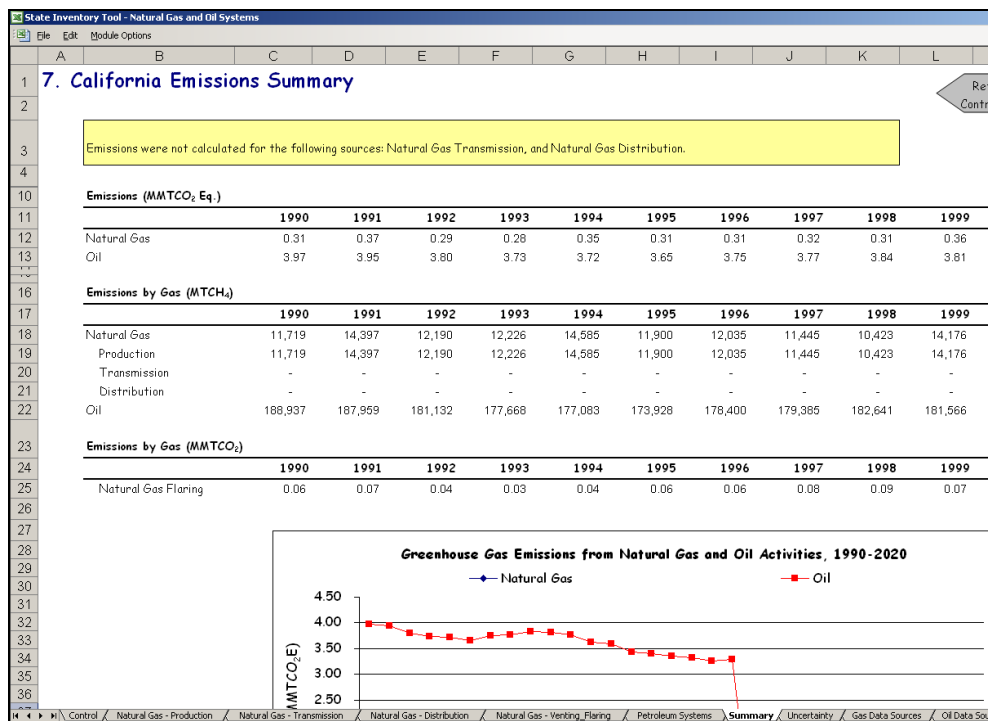 State Inventory Tool - Natural Gas and Oil Systems
File Edit Module Options
A B C D E F G H I J K L
1 7. California Emissions Summary
2
3 Emissions were not calculated for the following sources: Natural Gas Transmission, and Natural Gas Distribution.
4
10 Emissions (MMTCO₂ Eq.)
11 1990 1991 1992 1993 1994 1995 1996 1997 1998 1999
12 Natural Gas 0.31 0.37 0.29 0.28 0.35 0.31 0.31 0.32 0.31 0.36
13 Oil 3.97 3.95 3.80 3.73 3.72 3.65 3.75 3.77 3.84 3.81
16 Emissions by Gas (MTCH₄)
17 1990 1991 1992 1993 1994 1995 1996 1997 1998 1999
18 Natural Gas 11,719 14,397 12,190 12,226 14,585 11,900 12,035 11,445 10,423 14,176
19 Production 11,719 14,397 12,190 12,226 14,585 11,900 12,035 11,445 10,423 14,176
20 Transmission - - - - - - - - - -
21 Distribution - - - - - - - - - -
22 Oil 188,937 187,959 181,132 177,668 177,083 173,928 178,400 179,385 182,641 181,566
23 Emissions by Gas (MMTCO₂)
24 1990 1991 1992 1993 1994 1995 1996 1997 1998 1999
25 Natural Gas Flaring 0.06 0.07 0.04 0.03 0.04 0.06 0.06 0.08 0.09 0.07
26
27
28 Greenhouse Gas Emissions from Natural Gas and Oil Activities, 1990-2020
29
30 Natural Gas Oil
31 4.50
32 4.00
33 3.50
34 3.00
35
36 2.50
MMTCO₂E)
Control Natural Gas - Production Natural Gas - Transmission Natural Gas - Distribution Natural Gas - Venting_Flaring Petroleum Systems Summary Uncertainty Gas Data Sources Oil Data So